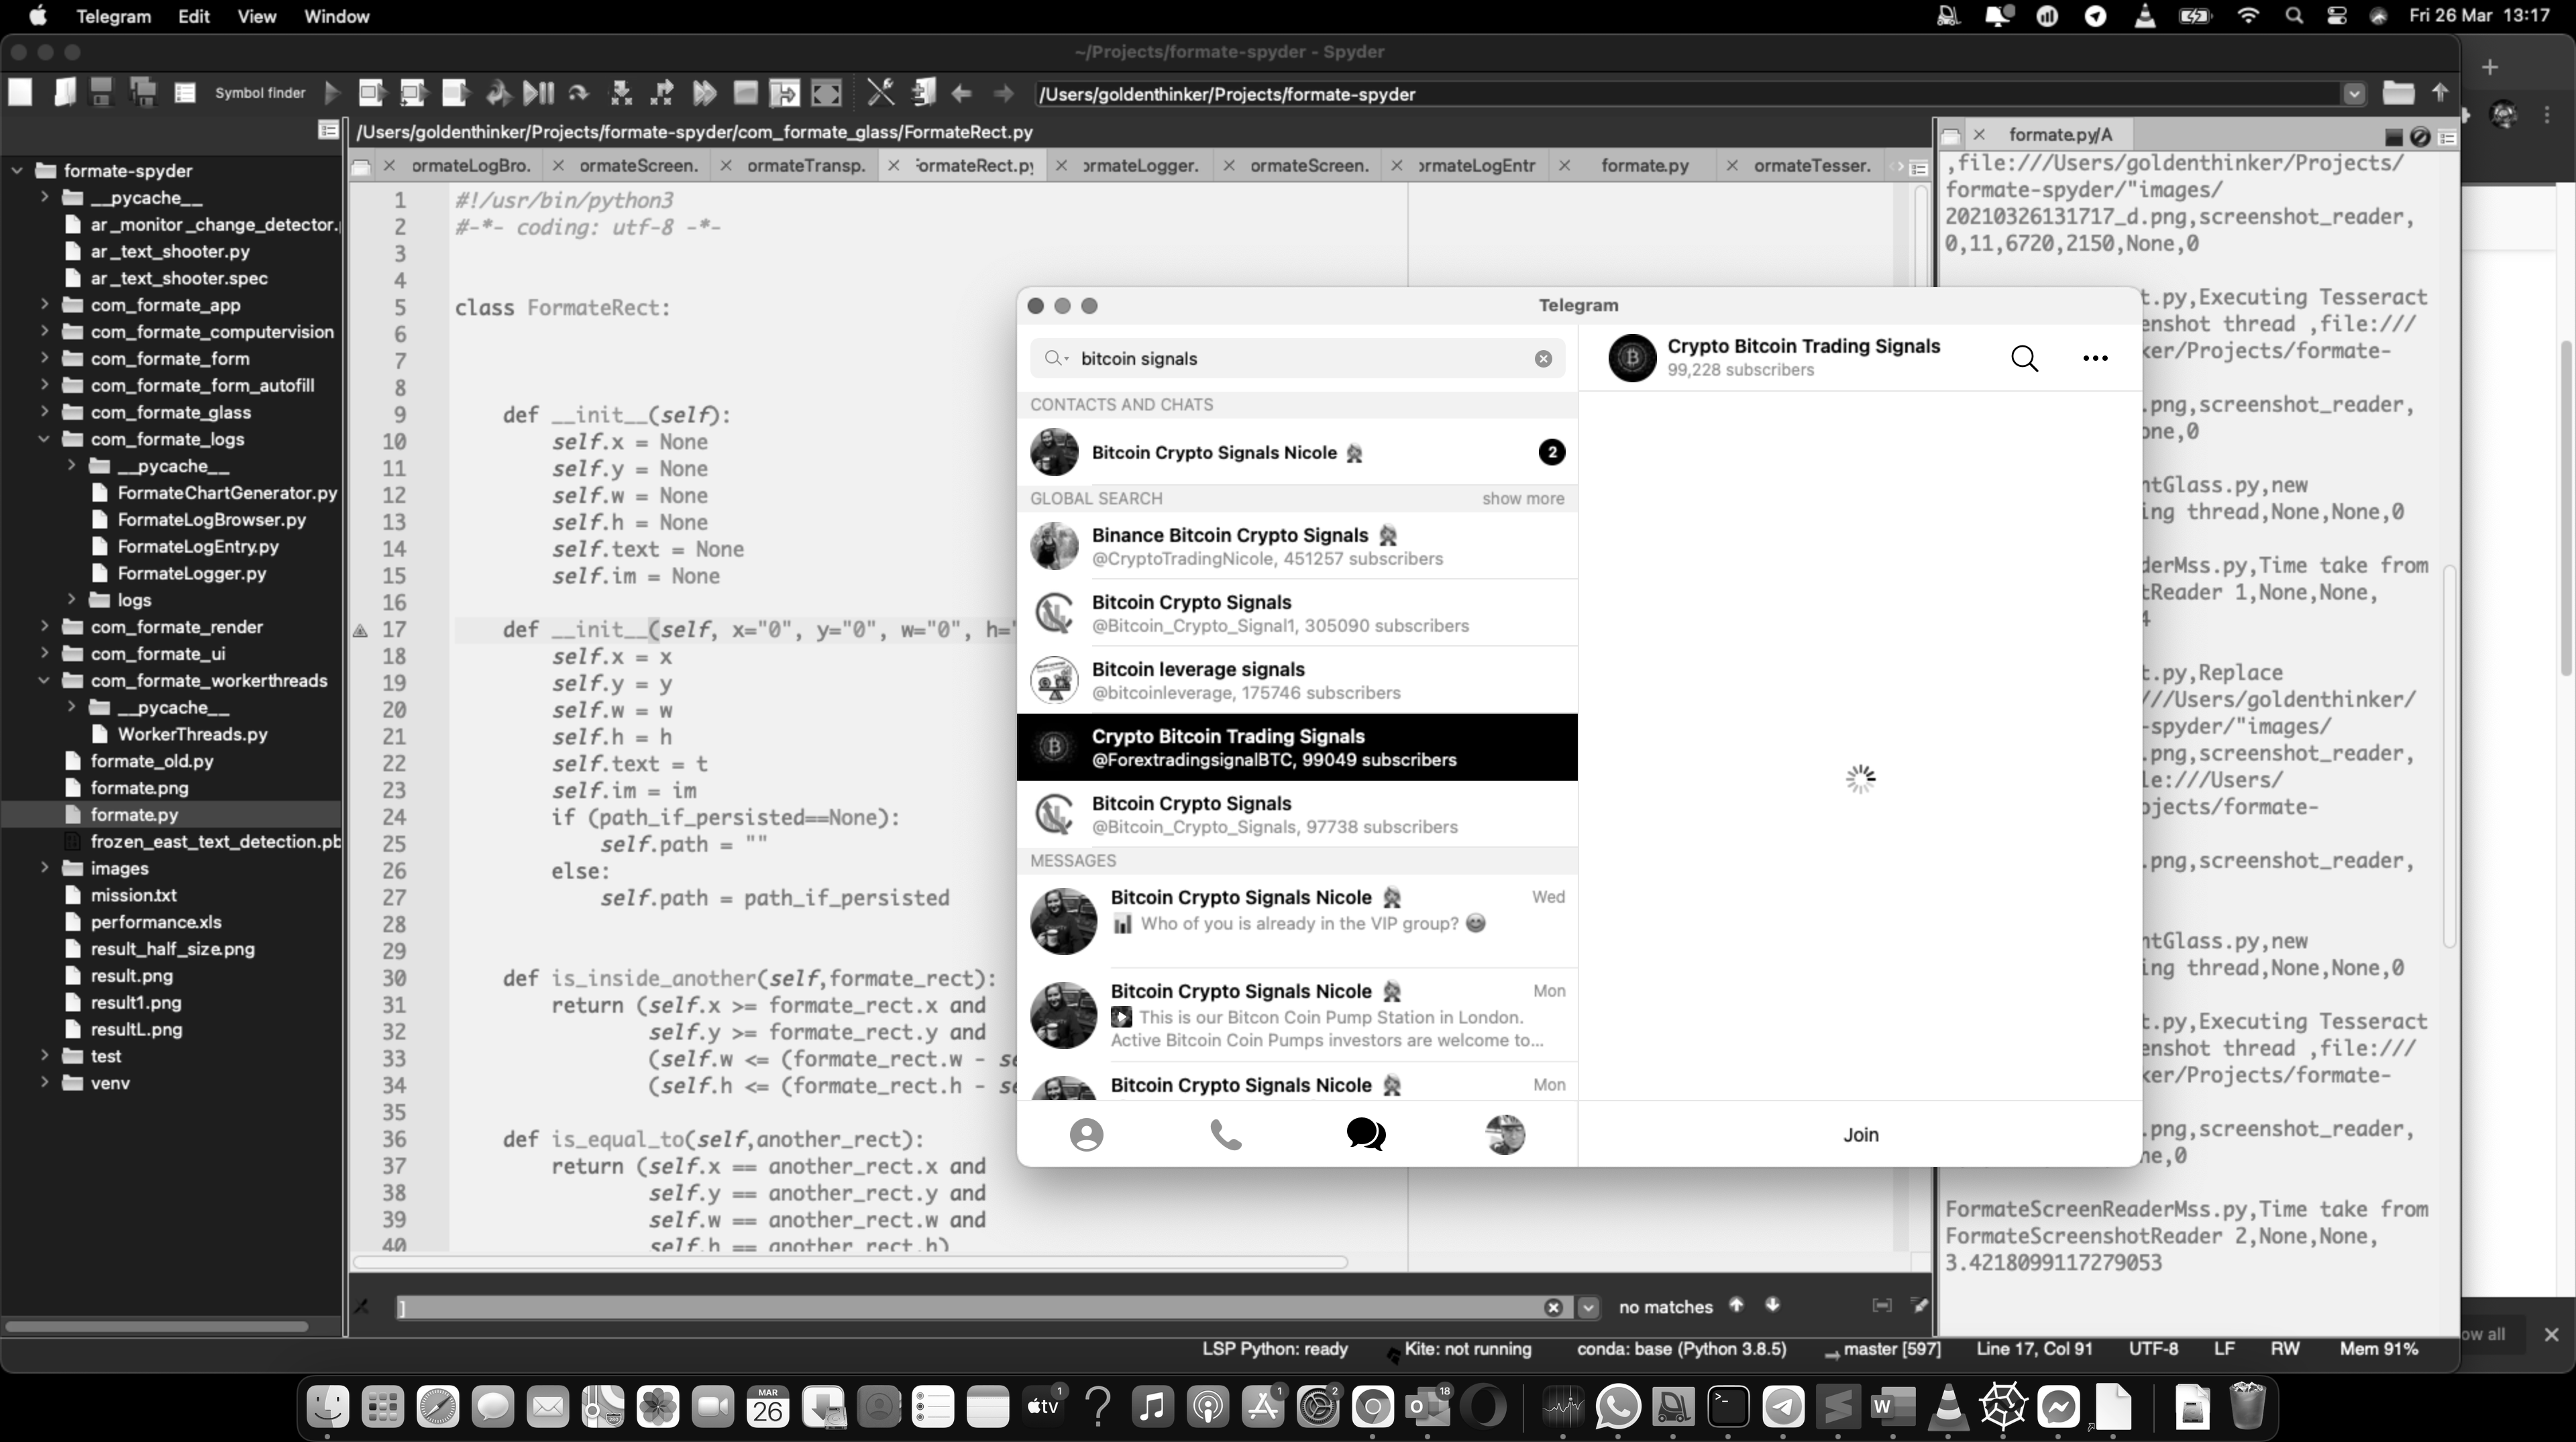 Telegram Edit View Window
Fri 26 Mar 13:17
~/Projects/formate-spyder - Spyder
Symbol finder
/Users/goldenthinker/Projects/formate-spyder
/Users/goldenthinker/Projects/formate-spyder/com_formate_glass/FormateRect.py
ormateLogBro. ormateScreen. ormateTransp. FormateRect.py ormateLogger. ormateScreen. ormateLogEntr formate.py ormateTesser.
formate-spyder
__pycache__
ar_monitor_change_detector.
ar_text_shooter.py
ar_text_shooter.spec
com_formate_app
com_formate_computervision
com_formate_form
com_formate_form_autofill
com_formate_glass
com_formate_logs
__pycache__
FormateChartGenerator.py
FormateLogBrowser.py
FormateLogEntry.py
FormateLogger.py
logs
com_formate_render
com_formate_ui
com_formate_workerthreads
__pycache__
WorkerThreads.py
formate_old.py
formate.png
formate.py
frozen_east_text_detection.pb
images
mission.txt
performance.xls
result_half_size.png
result.png
result1.png
resultL.png
test
venv
1 #!/usr/bin/python3
2 #-*- coding: utf-8 -*-
3
4
5 class FormateRect:
6
7
8
9 def __init__(self):
10 self.x = None
11 self.y = None
12 self.w = None
13 self.h = None
14 self.text = None
15 self.im = None
16
17 def __init__(self, x="0", y="0", w="0", h="
18 self.x = x
19 self.y = y
20 self.w = w
21 self.h = h
22 self.text = t
23 self.im = im
24 if (path_if_persisted==None):
25 self.path = ""
26 else:
27 self.path = path_if_persisted
28
29
30 def is_inside_another(self,formate_rect):
31 return (self.x >= formate_rect.x and
32 self.y >= formate_rect.y and
33 (self.w <= (formate_rect.w - se
34 (self.h <= (formate_rect.h - se
35
36 def is_equal_to(self,another_rect):
37 return (self.x == another_rect.x and
38 self.y == another_rect.y and
39 self.w == another_rect.w and
40 self.h == another_rect.h)
]
no matches
Telegram
bitcoin signals
CONTACTS AND CHATS
Bitcoin Crypto Signals Nicole
2
GLOBAL SEARCH show more
Binance Bitcoin Crypto Signals
@CryptoTradingNicole, 451257 subscribers
Bitcoin Crypto Signals
@Bitcoin_Crypto_Signal1, 305090 subscribers
Bitcoin leverage signals
@bitcoinleverage, 175746 subscribers
Crypto Bitcoin Trading Signals
@ForextradingsignalBTC, 99049 subscribers
Bitcoin Crypto Signals
@Bitcoin_Crypto_Signals, 97738 subscribers
MESSAGES
Bitcoin Crypto Signals Nicole Wed
Who of you is already in the VIP group?
Bitcoin Crypto Signals Nicole Mon
This is our Bitcon Coin Pump Station in London.
Active Bitcoin Coin Pumps investors are welcome to...
Bitcoin Crypto Signals Nicole Mon
Crypto Bitcoin Trading Signals
99,228 subscribers
Join
formate.py/A
,file:///Users/goldenthinker/Projects/
formate-spyder/"images/
20210326131717_d.png,screenshot_reader,
0,11,6720,2150,None,0
t.py,Executing Tesseract
enshot thread ,file:///
ker/Projects/formate-
.png,screenshot_reader,
one,0
ntGlass.py,new
ing thread,None,None,0
derMss.py,Time take from
tReader 1,None,None,
4
t.py,Replace
///Users/goldenthinker/
-spyder/"images/
.png,screenshot_reader,
le:///Users/
ojects/formate-
.png,screenshot_reader,
ntGlass.py,new
ing thread,None,None,0
t.py,Executing Tesseract
enshot thread ,file:///
ker/Projects/formate-
.png,screenshot_reader,
ne,0
FormateScreenReaderMss.py,Time take from
FormateScreenshotReader 2,None,None,
3.4218099117279053
ow all
LSP Python: ready Kite: not running conda: base (Python 3.8.5) master [597] Line 17, Col 91 UTF-8 LF RW Mem 91%
MAR
26
tv
1
1
2
18